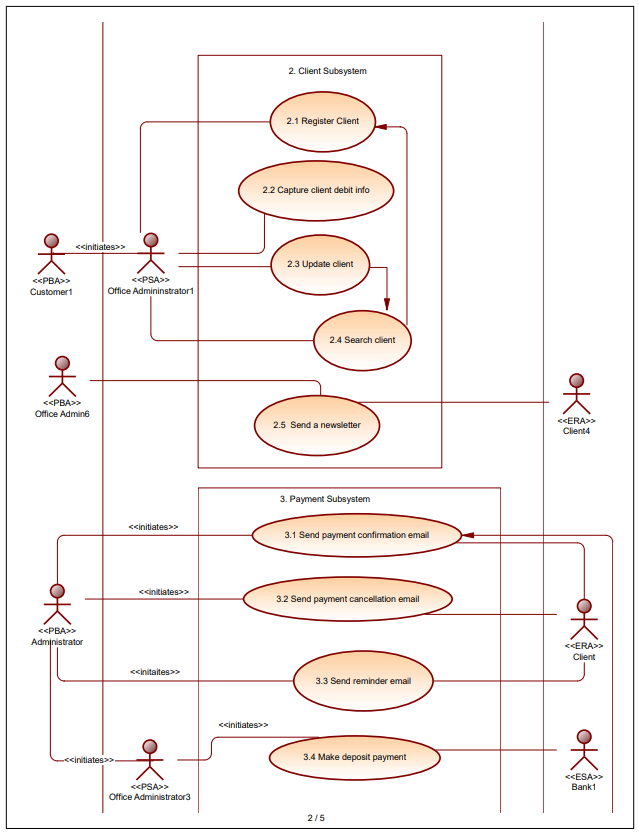 2. Client Subsystem
2.1 Register Client
2.2 Capture client debit info
<<initiates>>
2.3 Update client
<<PBA>>
Customer1
<<PSA>>
Office Admininstrator1
2.4 Search client
<<PBA>>
Office Admin6
2.5 Send a newsletter
<<ERA>>
Client4
3. Payment Subsystem
<<initiates>>
3.1 Send payment confirmation email
<<initiates>>
3.2 Send payment cancellation email
<<PBA>>
Administrator
<<ERA>>
Client
<<initaites>>
3.3 Send reminder email
<<initiates>>
<<initiates>>
3.4 Make deposit payment
<<PSA>>
Office Administrator3
<<ESA>>
Bank1
2 / 5